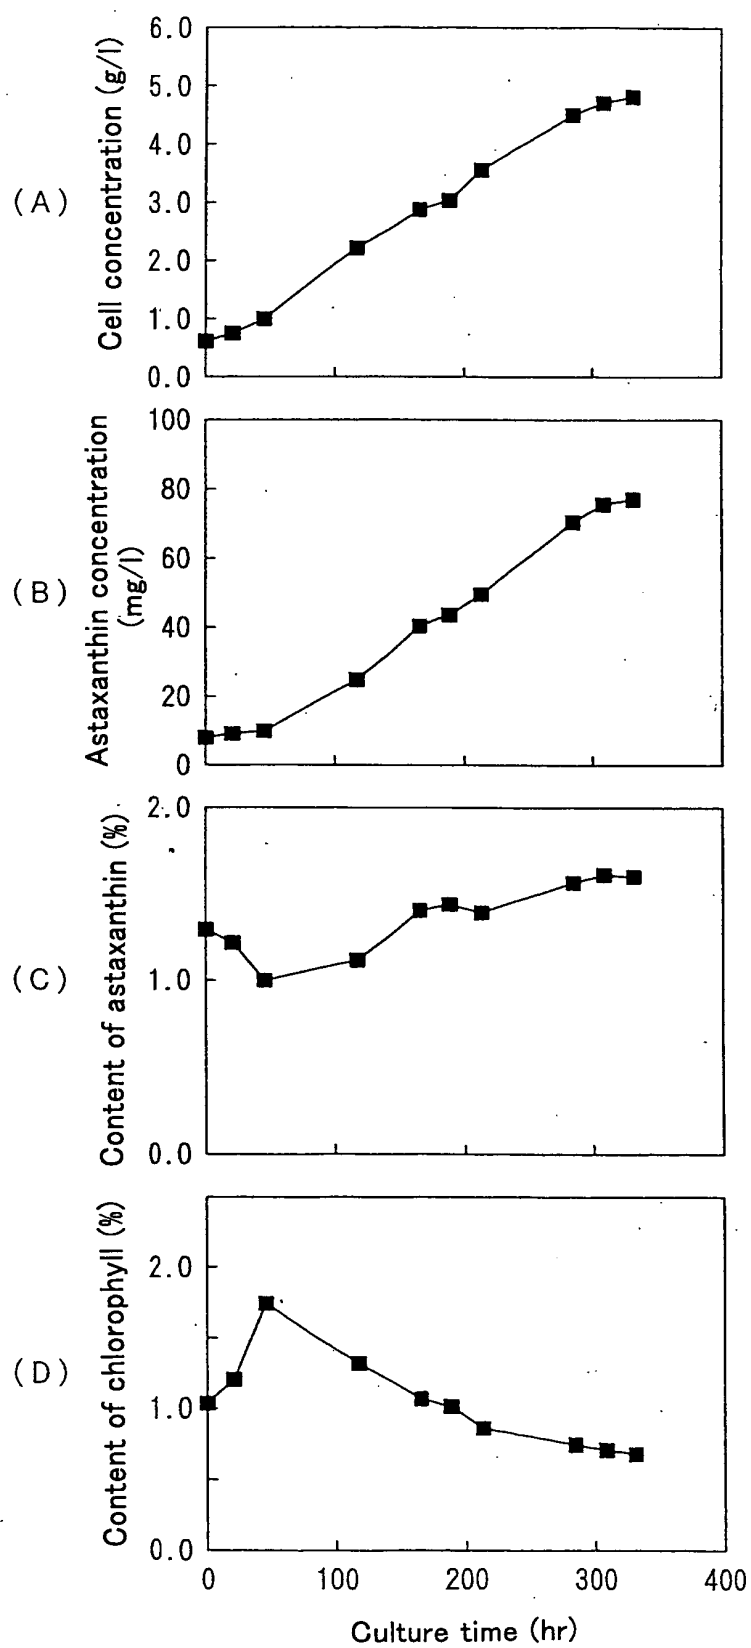 (A)
Cell concentration (g/l)
6.0
5.0
4.0
3.0
2.0
1.0
0.0
(B)
Astaxanthin concentration
(mg/l)
100
80
60
40
20
0
(C)
Content of astaxanthin (%)
2.0
1.0
0.0
(D)
Content of chlorophyll (%)
2.0
1.0
0.0
0 100 200 300 400
Culture time (hr)